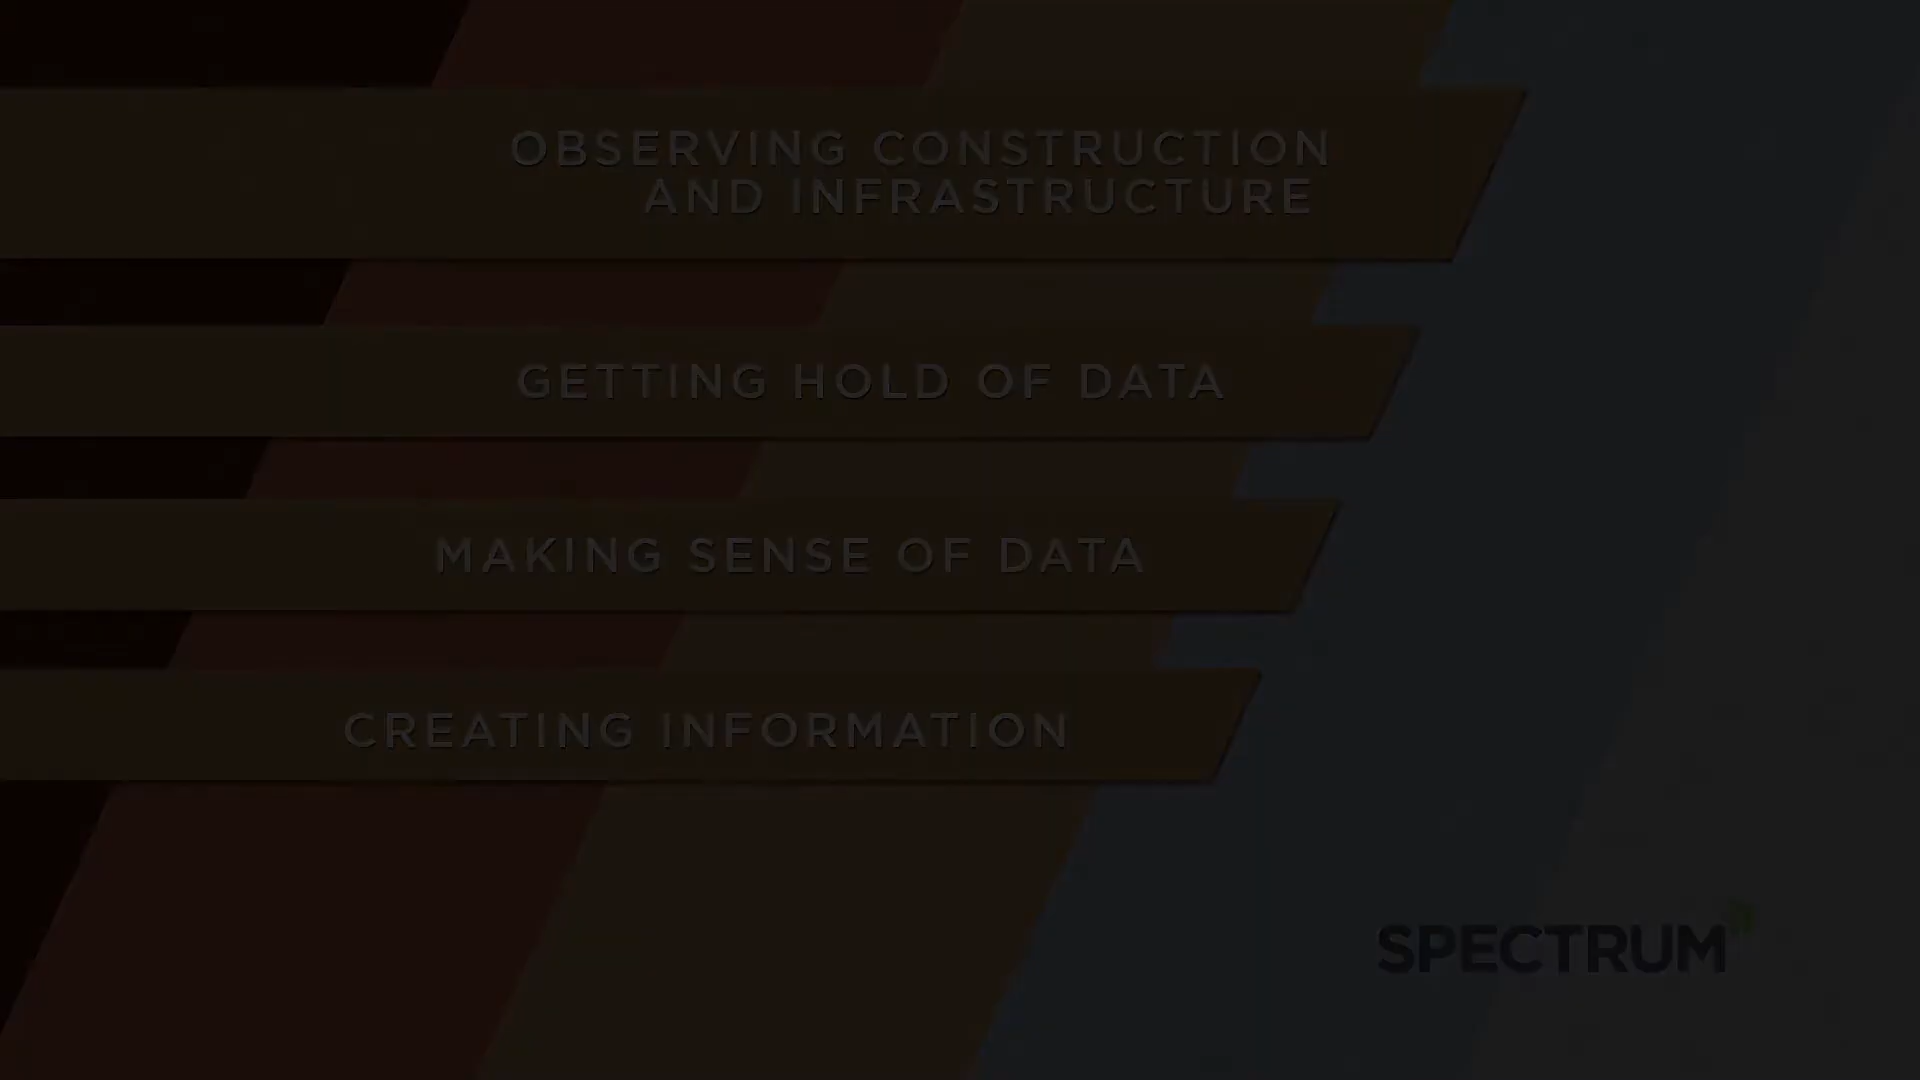 OBSERVING CONSTRUCTION
AND INFRASTRUCTURE
GETTING HOLD OF DATA
MAKING SENSE OF DATA
CREATING INFORMATION
SPECTRUM